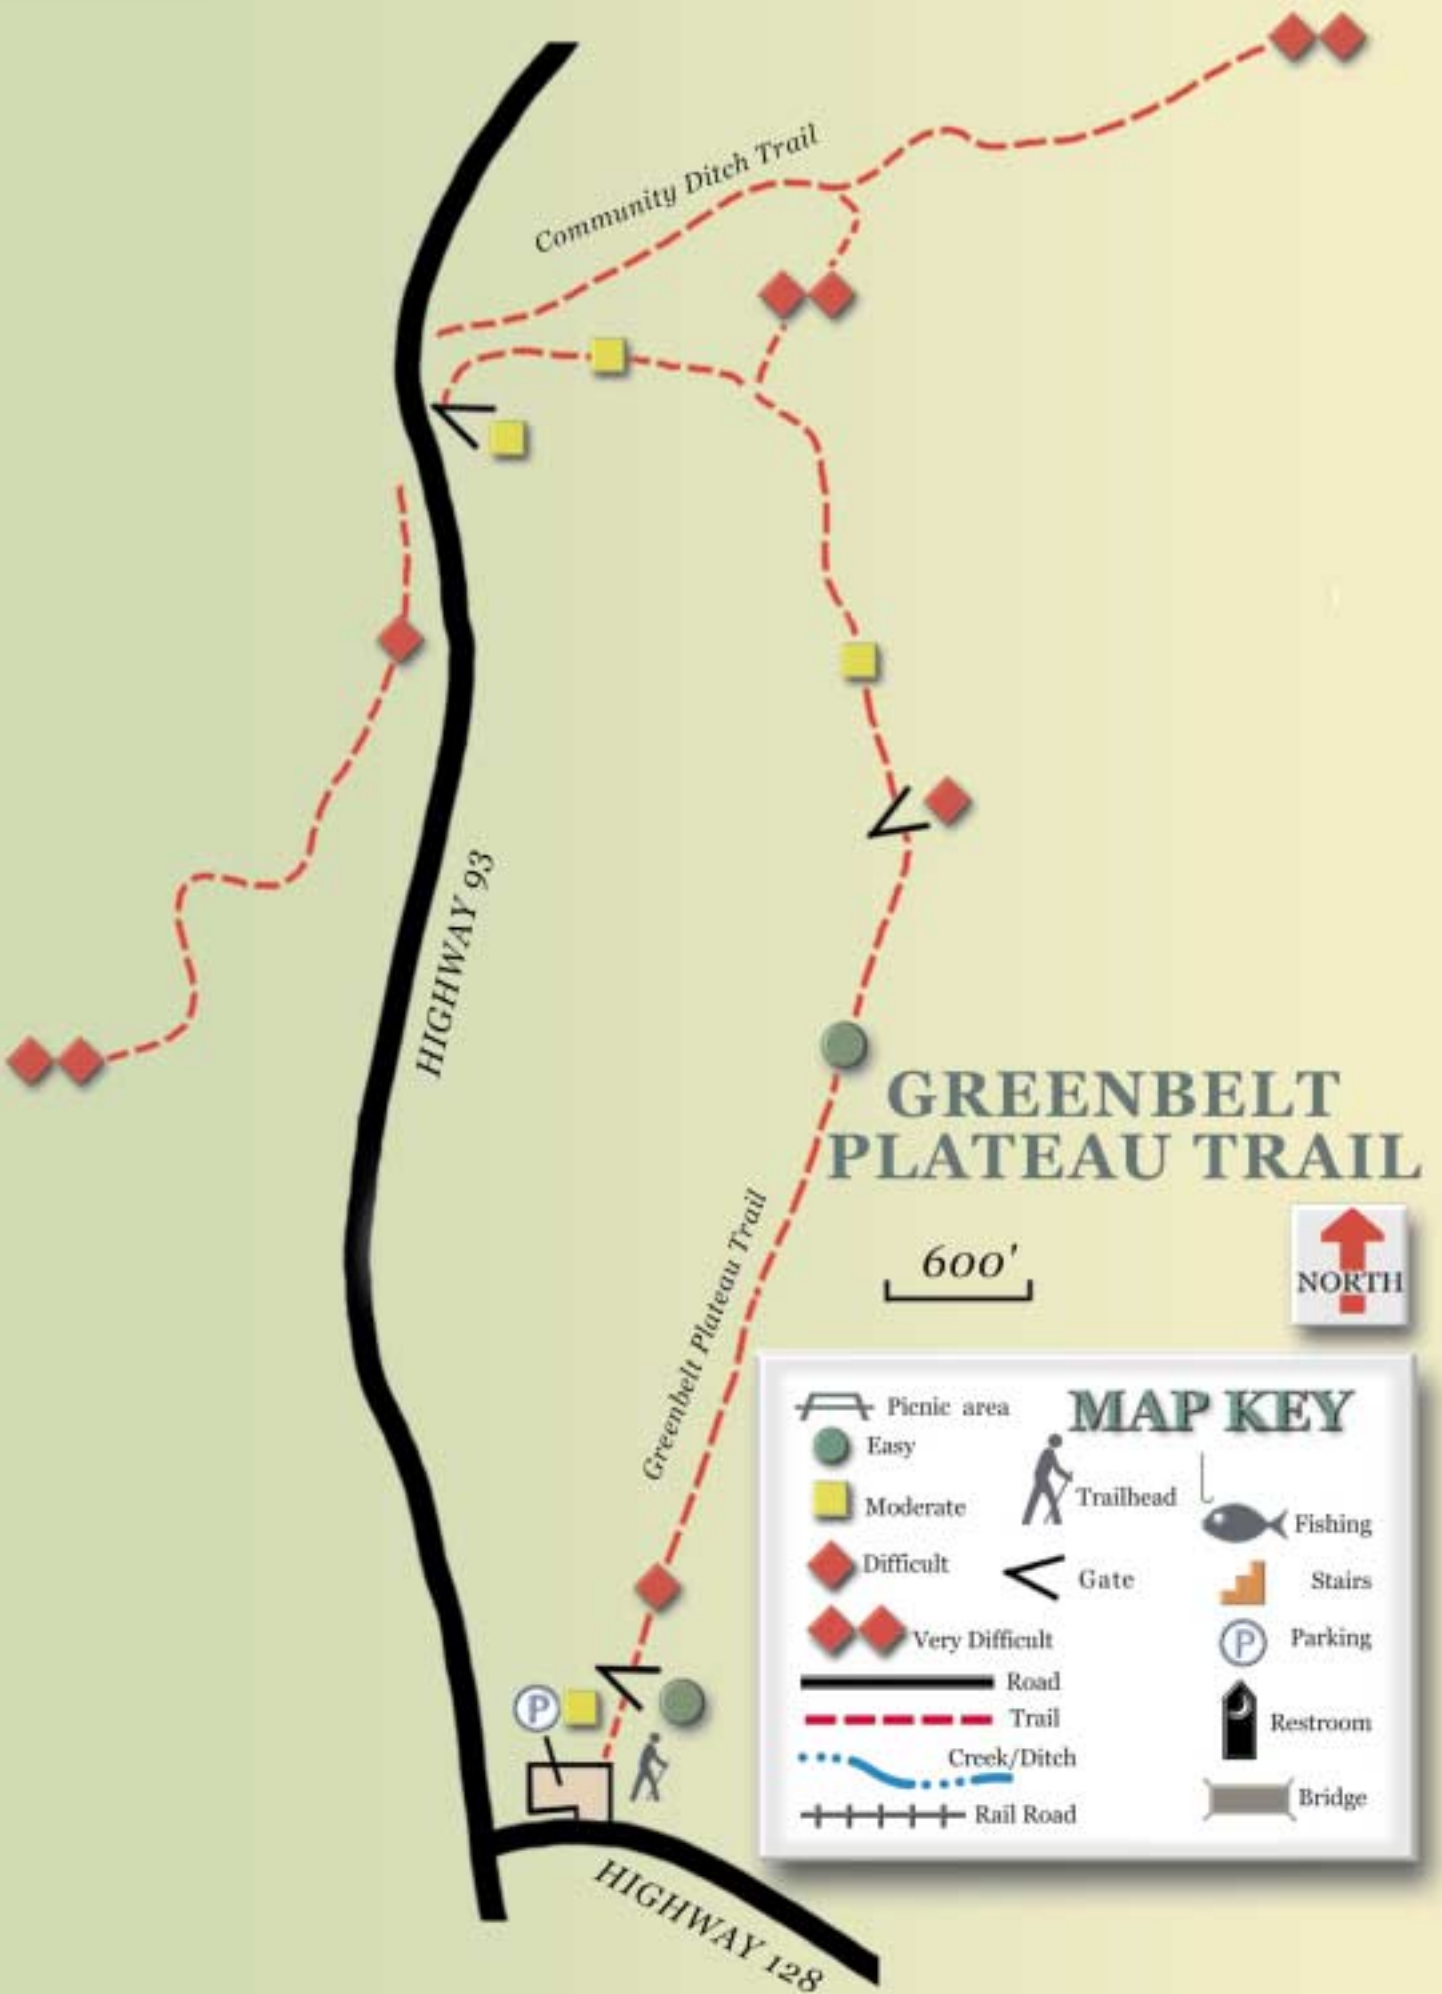 Community Ditch Trail
HIGHWAY 93
GREENBELT
PLATEAU TRAIL
Greenbelt Plateau Trail
600'
NORTH
MAP KEY
Picnic area
Easy
Moderate
Difficult
Very Difficult
Road
Trail
Creek/Ditch
Rail Road
Trailhead
Gate
Fishing
Stairs
P
Parking
Restroom
Bridge
P
HIGHWAY 128